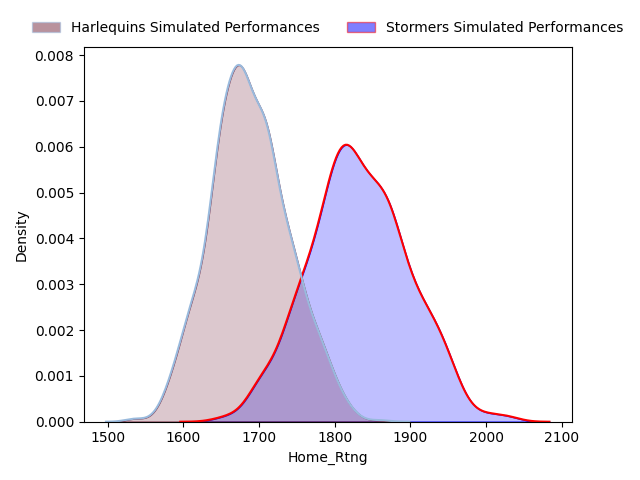 Harlequins Simulated Performances
Stormers Simulated Performances
0.008
0.007
0.006
0.005
0.004
0.003
0.002
0.001
0.000
Density
1500 1600 1700 1800 1900 2000 2100
Home_Rtng